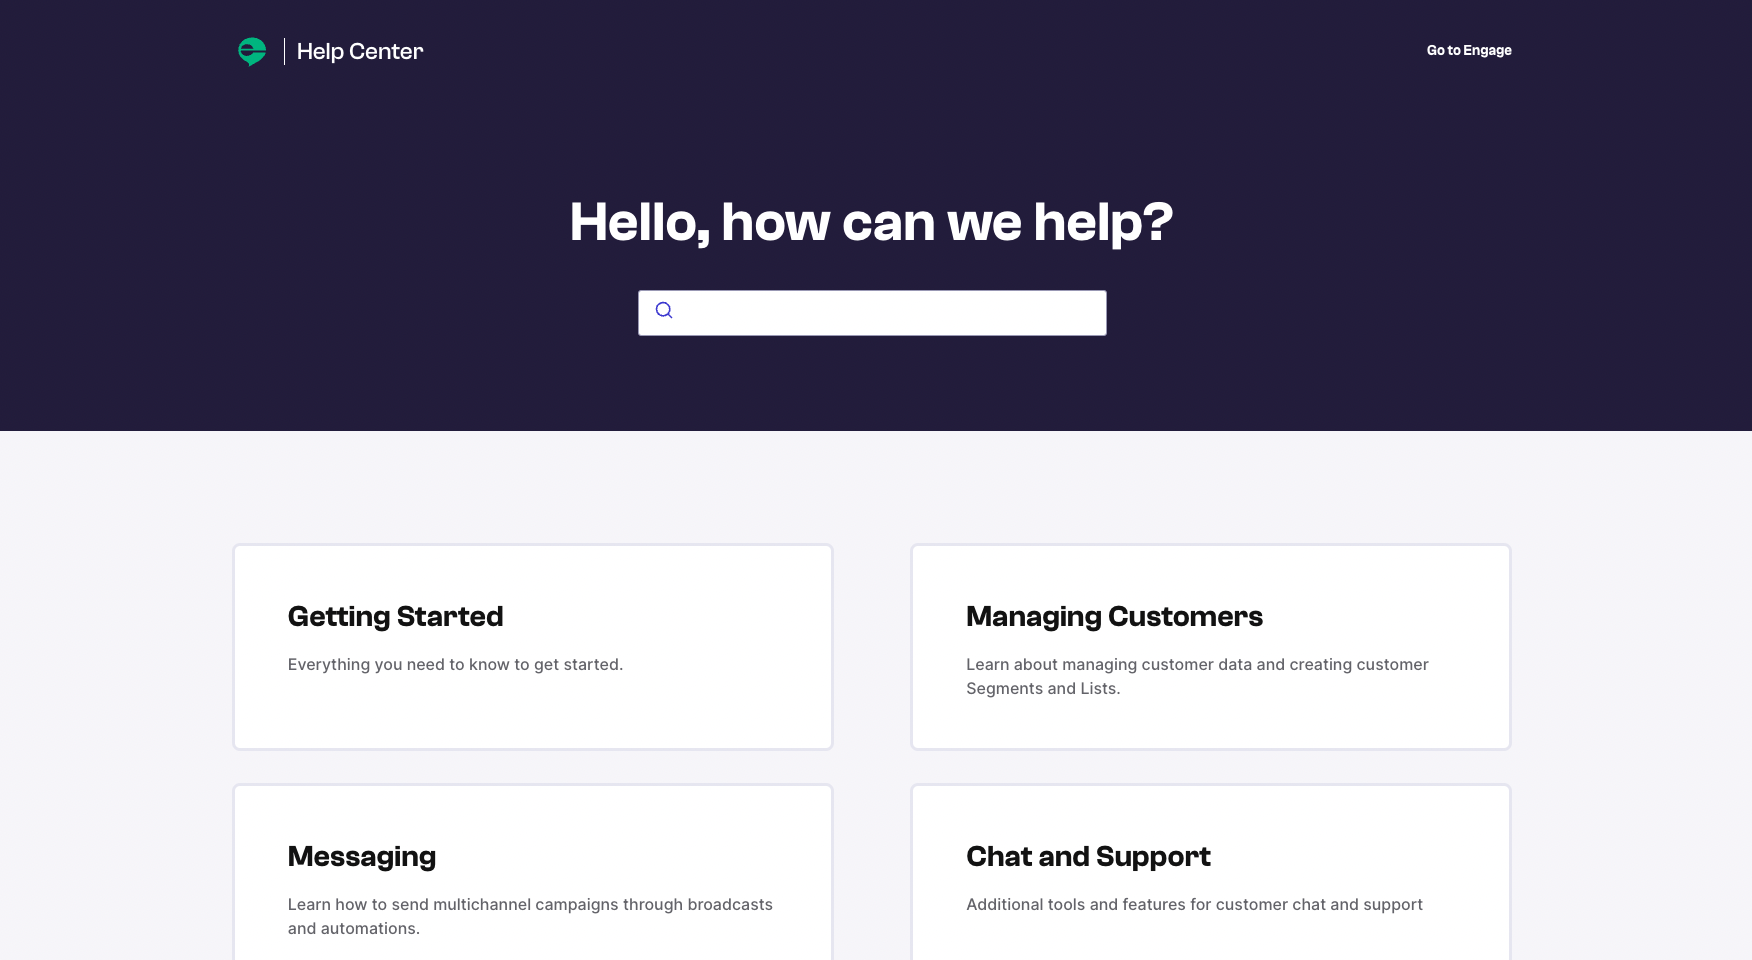 Help Center
Go to Engage
Hello, how can we help?
Getting Started
Everything you need to know to get started.
Managing Customers
Learn about managing customer data and creating customer
Segments and Lists.
Messaging
Learn how to send multichannel campaigns through broadcasts
and automations.
Chat and Support
Additional tools and features for customer chat and support